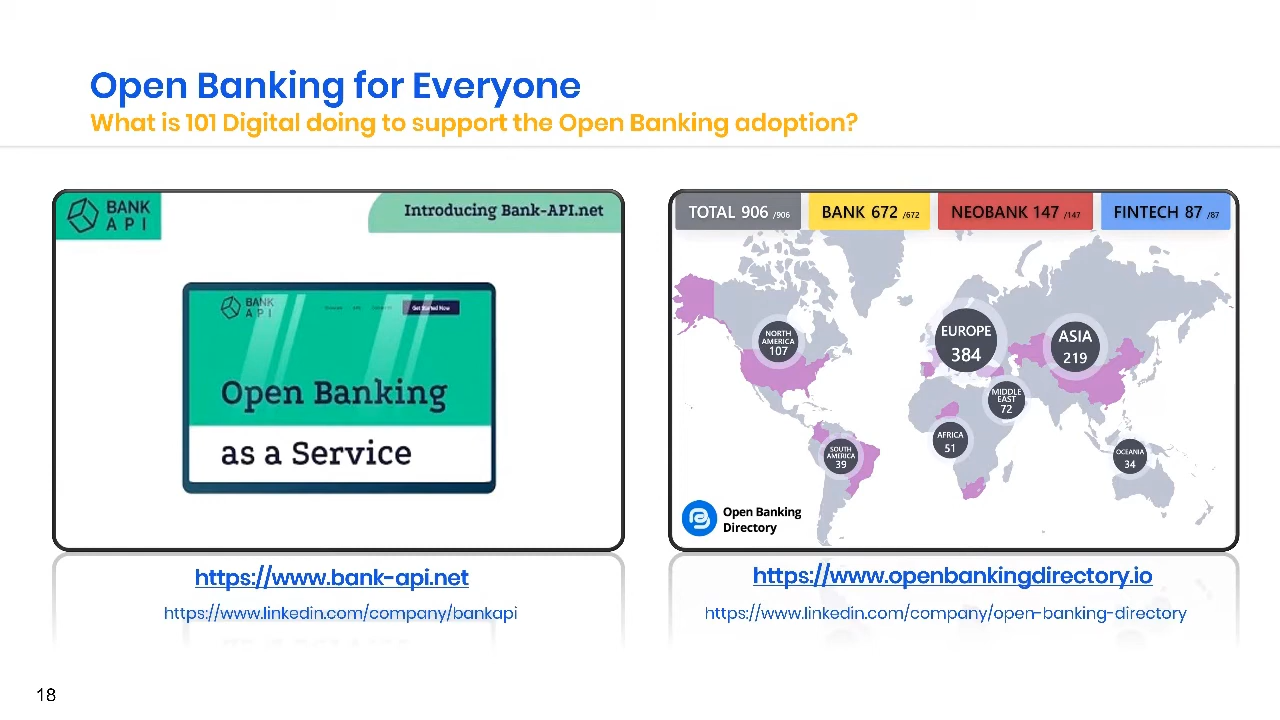 Open Banking for Everyone
What is 101 Digital doing to support the Open Banking adoption?
BANK
API
Introducing Bank-API.net
BANK
API
Get Started Now
Open Banking
as a Service
https://www.bank-api.net
https://www.linkedin.com/company/bankapi
TOTAL 906 /906
BANK 672 /672
NEOBANK 147 /147
FINTECH 87 /87
NORTH
AMERICA
107
EUROPE
384
ASIA
219
MIDDLE
EAST
72
AFRICA
51
SOUTH
AMERICA
39
OCEANIA
34
Open Banking
Directory
https://www.openbankingdirectory.io
https://www.linkedin.com/company/open-banking-directory
18